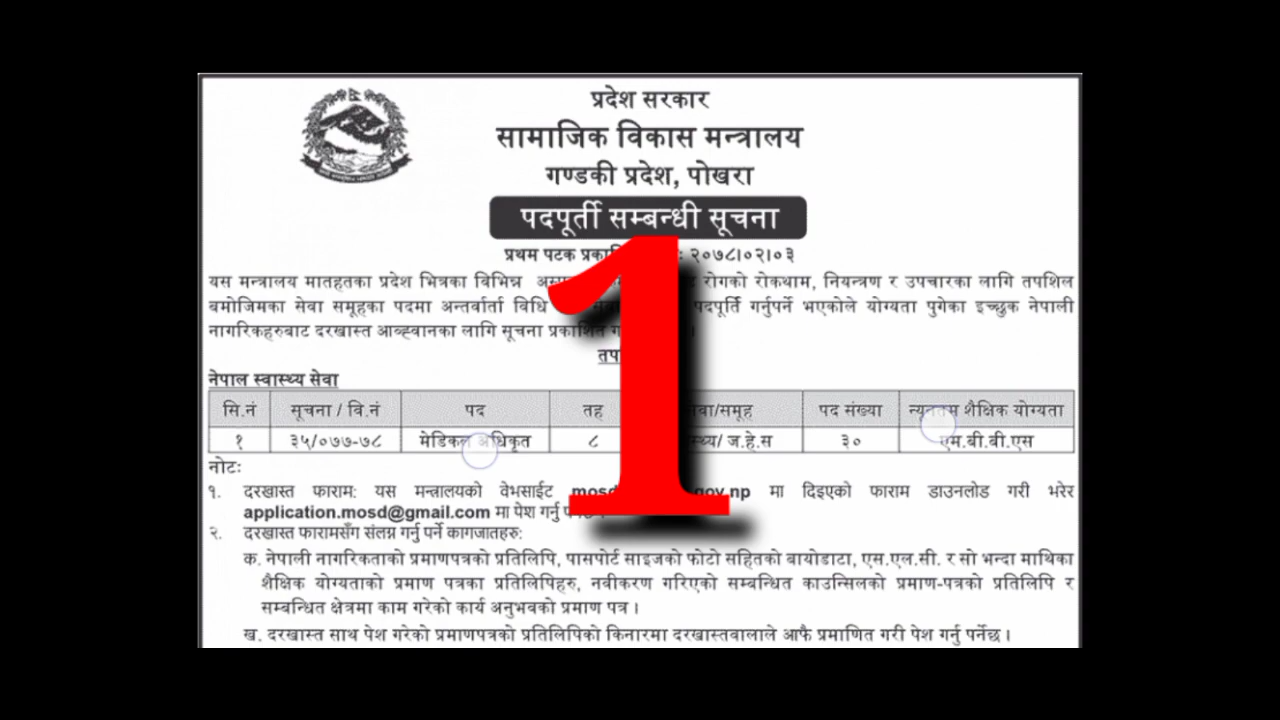 प्रदेश सरकार
सामाजिक विकास मन्त्रालय
गण्डकी प्रदेश, पोखरा
पदपूर्ती सम्बन्धी सूचना
प्रथम पटक २०७८।०२।०३
यस मन्त्रालय मातहतका प्रदेश भित्रका विभिन्न रोगको रोकथाम, नियन्त्रण र उपचारका लागि तपशिल
बमोजिमका सेवा समूहका पदमा अन्तर्वार्ता विधि पदपूर्ति गर्नुपर्ने भएकोले योग्यता पुगेका इच्छुक नेपाली
नागरिकहरुबाट दरखास्त आव्ह्वानका लागि सूचना प्रकाशित
1
नेपाल स्वास्थ्य सेवा
सि.नं सूचना / वि.नं पद तह पद संख्या न्यूनतम शैक्षिक योग्यता
१ ३५/०७७-७८ मेडिकल अधिकृत ८ ज.हे.स ३० एम.बी.बी.एस
नोटः
१. दरखास्त फाराम: यस मन्त्रालयको वेभसाईट मा दिइएको फाराम डाउनलोड गरी भरेर
application.mosd@gmail.com मा पेश गर्नु
२. दरखास्त फारामसँग संलग्न गर्नु पर्ने कागजातहरु:
क. नेपाली नागरिकताको प्रमाणपत्रको प्रतिलिपि, पासपोर्ट साइजको फोटो सहितको बायोडाटा, एस.एल.सी. र सो भन्दा माथिका
शैक्षिक योग्यताको प्रमाण पत्रका प्रतिलिपिहरु, नवीकरण गरिएको सम्बन्धित काउन्सिलको प्रमाण-पत्रको प्रतिलिपि र
सम्बन्धित क्षेत्रमा काम गरेको कार्य अनुभवको प्रमाण पत्र ।
ख. दरखास्त साथ पेश गरेको प्रमाणपत्रको प्रतिलिपिको किनारमा दरखास्तवालाले आफै प्रमाणित गरी पेश गर्नु पर्नेछ ।